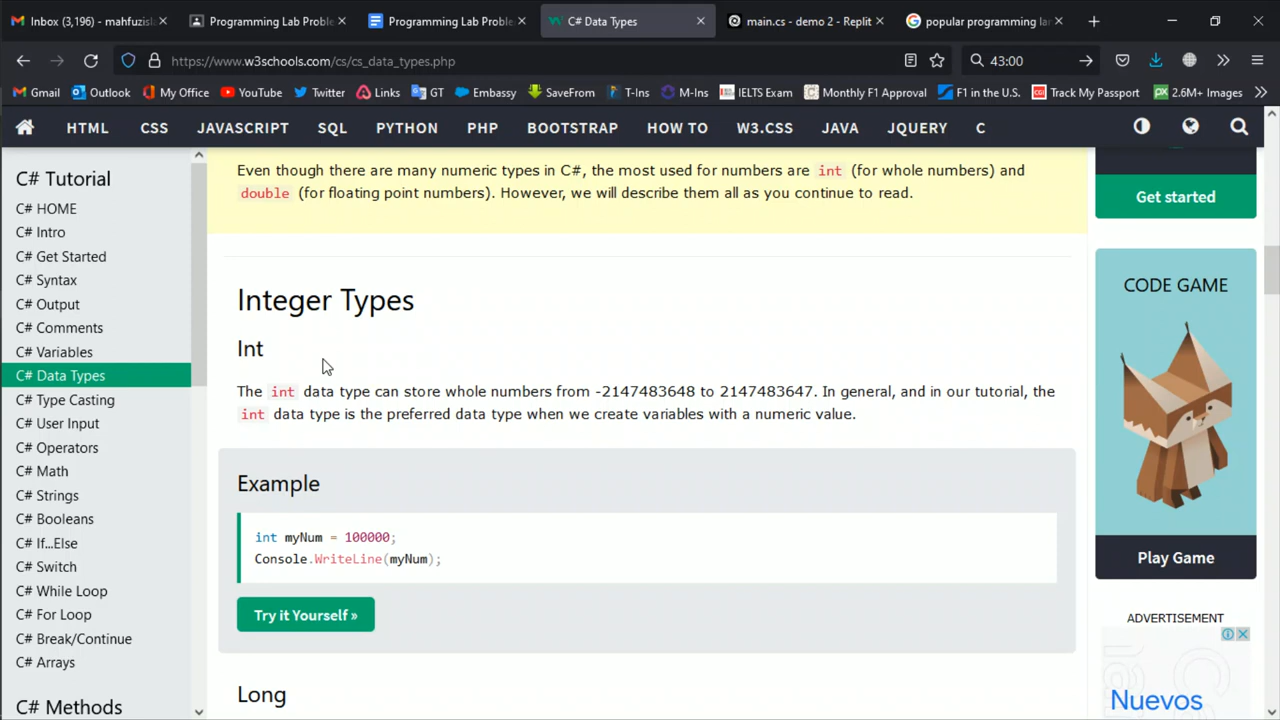 Inbox (3,196) - mahfuzisl
Programming Lab Proble
Programming Lab Proble
C# Data Types
main.cs - demo 2 - Replit
popular programming la
https://www.w3schools.com/cs/cs_data_types.php
43:00
Gmail
Outlook
My Office
YouTube
Twitter
Links
GT
Embassy
SaveFrom
T-Ins
M-Ins
IELTS Exam
Monthly F1 Approval
F1 in the U.S.
Track My Passport
2.6M+ Images
HTML
CSS
JAVASCRIPT
SQL
PYTHON
PHP
BOOTSTRAP
HOW TO
W3.CSS
JAVA
JQUERY
C
C# Tutorial
C# HOME
C# Intro
C# Get Started
C# Syntax
C# Output
C# Comments
C# Variables
C# Data Types
C# Type Casting
C# User Input
C# Operators
C# Math
C# Strings
C# Booleans
C# If...Else
C# Switch
C# While Loop
C# For Loop
C# Break/Continue
C# Arrays
C# Methods
Even though there are many numeric types in C#, the most used for numbers are int (for whole numbers) and
double (for floating point numbers). However, we will describe them all as you continue to read.
Integer Types
Int
The int data type can store whole numbers from -2147483648 to 2147483647. In general, and in our tutorial, the
int data type is the preferred data type when we create variables with a numeric value.
Example
int myNum = 100000;
Console.WriteLine(myNum);
Try it Yourself »
Long
Get started
CODE GAME
Play Game
ADVERTISEMENT
Nuevos